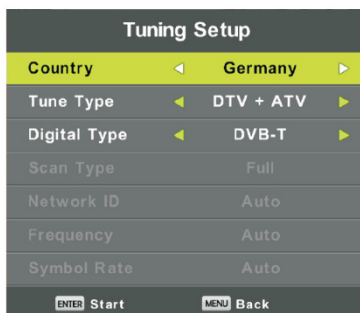 Tuning Setup
Country Germany
Tune Type DTV + ATV
Digital Type DVB-T
Scan Type Full
Network ID Auto
Frequency Auto
Symbol Rate Auto
ENTER Start MENU Back